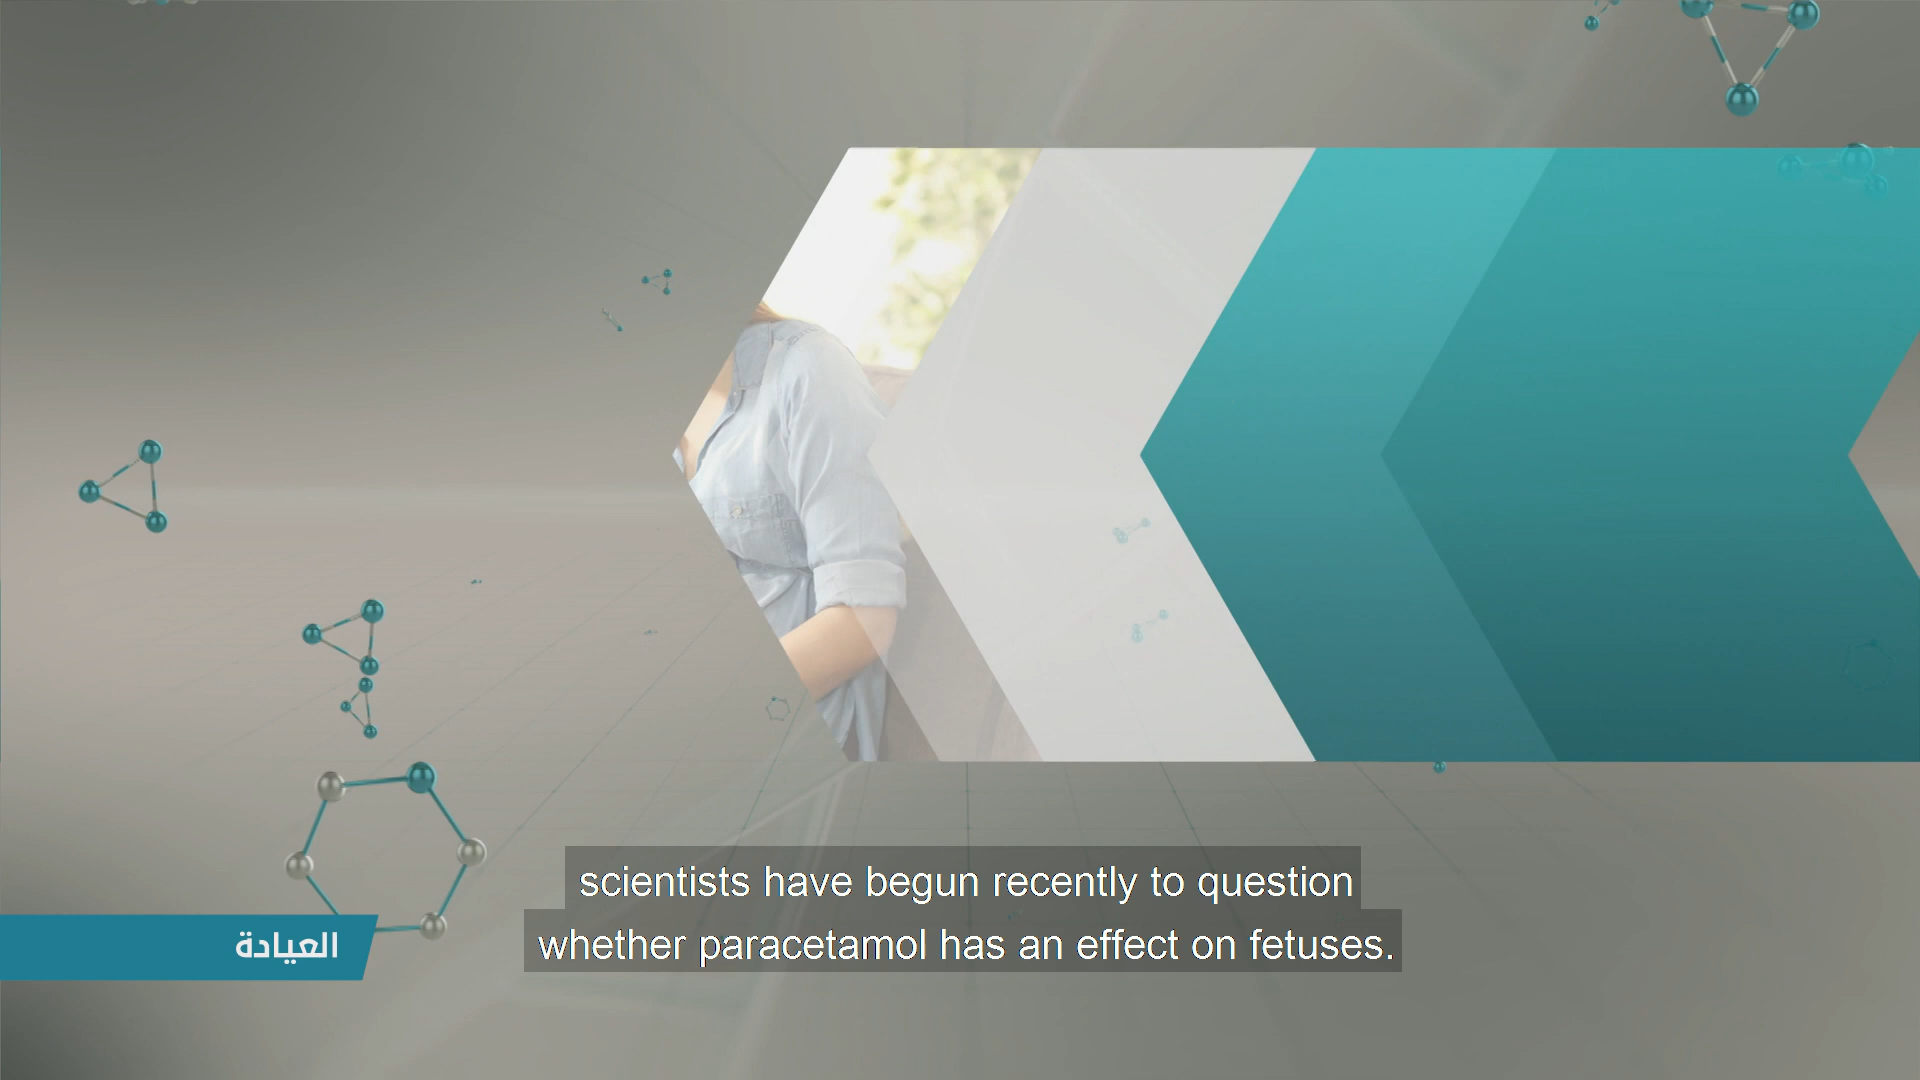 scientists have begun recently to question
whether paracetamol has an effect on fetuses.
العيادة